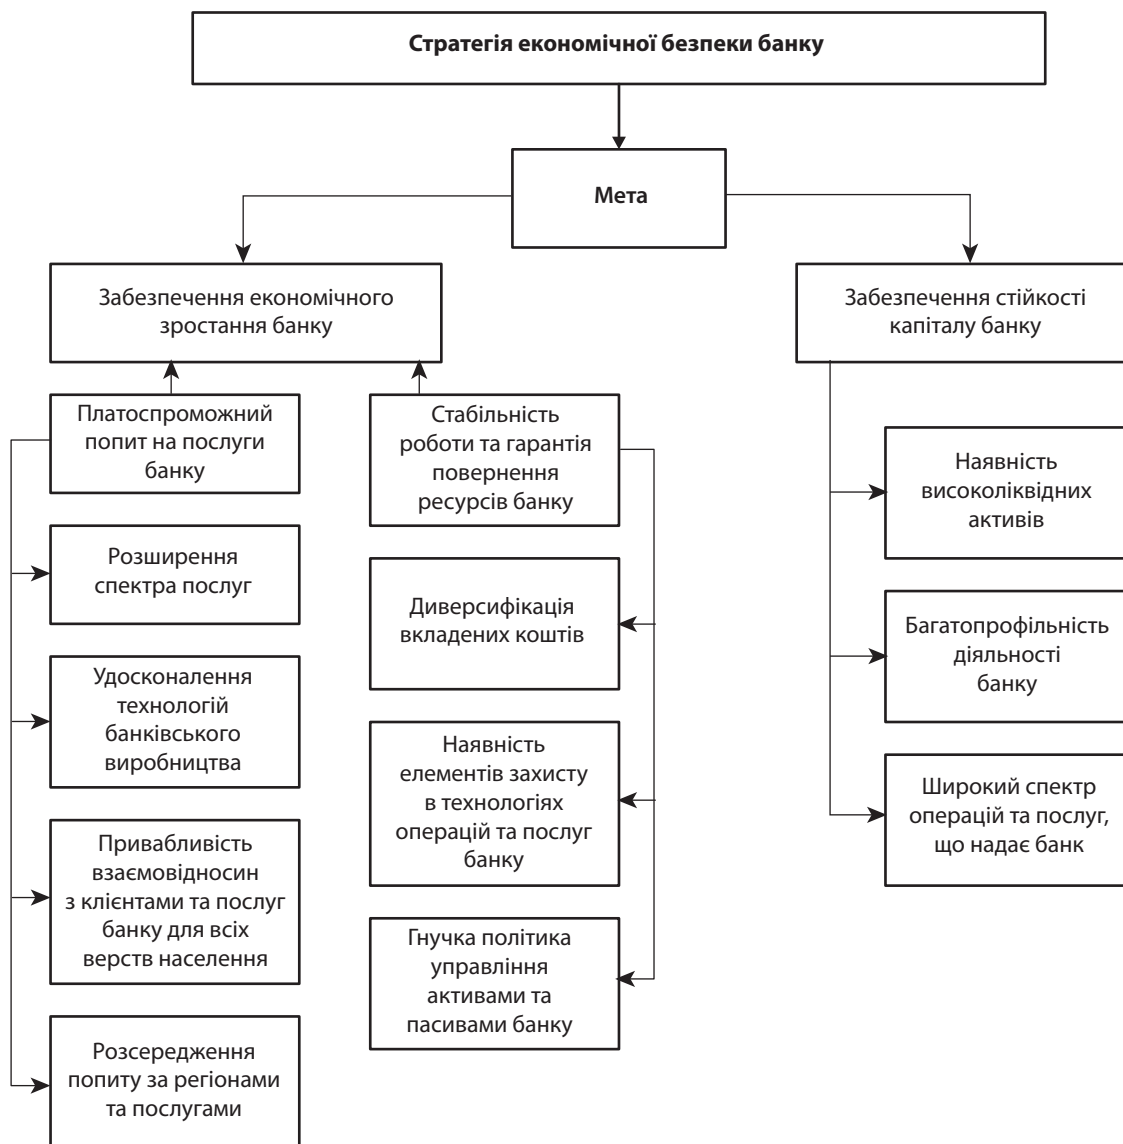 Стратегія економічної безпеки банку
Мета
Забезпечення економічного
зростання банку
Забезпечення стійкості
капіталу банку
Платоспроможний
попит на послуги
банку
Розширення
спектра послуг
Удосконалення
технологій
банківського
виробництва
Привабливість
взаємовідносин
з клієнтами та послуг
банку для всіх
верств населення
Розсередження
попиту за регіонами
та послугами
Стабільність
роботи та гарантія
повернення
ресурсів банку
Диверсифікація
вкладених коштів
Наявність
елементів захисту
в технологіях
операцій та послуг
банку
Гнучка політика
управління
активами та
пасивами банку
Наявність
високоліквідних
активів
Багатопрофільність
діяльності
банку
Широкий спектр
операцій та послуг,
що надає банк